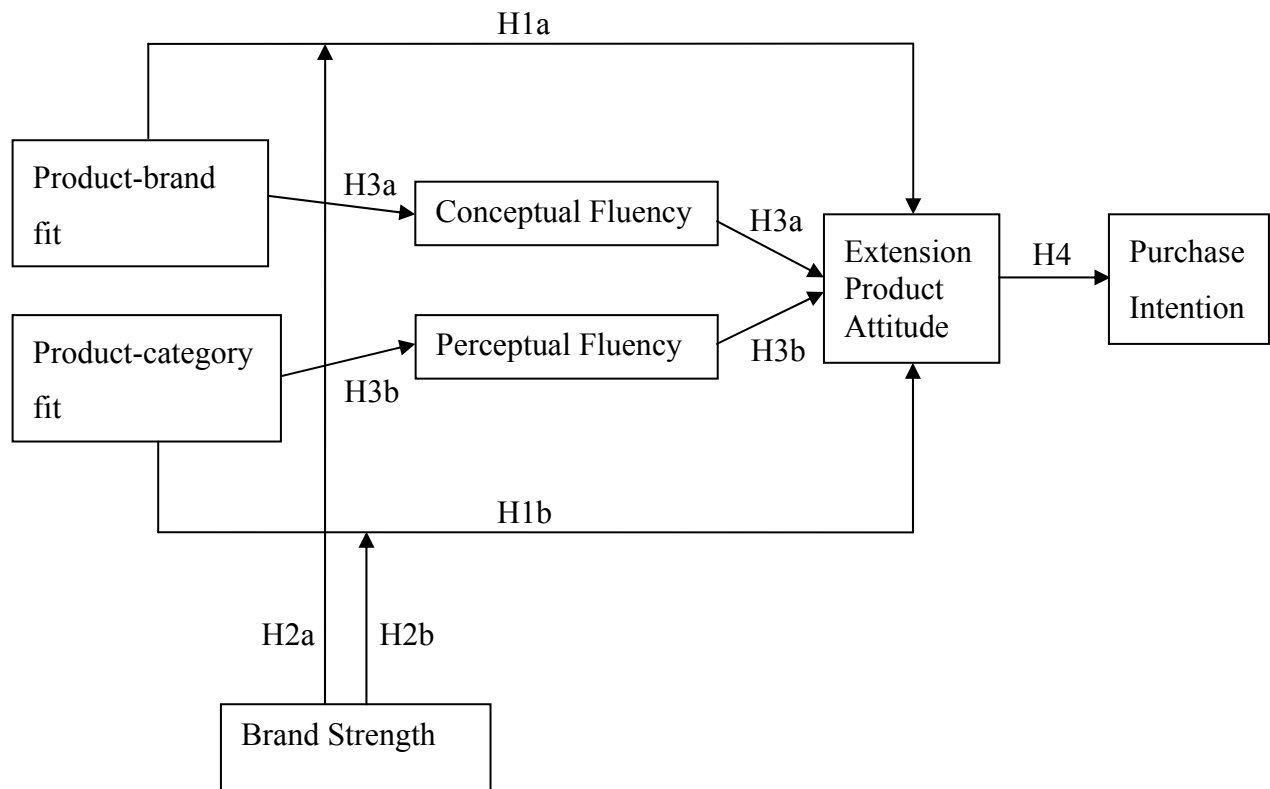 H1a
Product-brand
fit
H3a
Conceptual Fluency
H3a
Extension
Product
Attitude
H4
Purchase
Intention
Product-category
fit
H3b
Perceptual Fluency
H3b
H1b
H2a
H2b
Brand Strength